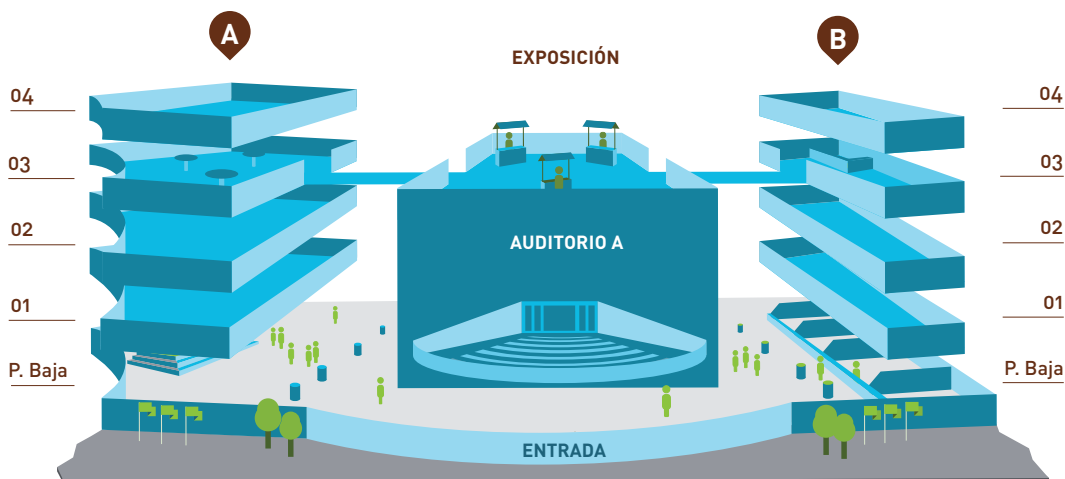 A
B
EXPOSICIÓN
04
04
03
03
02
02
AUDITORIO A
01
01
P. Baja
P. Baja
ENTRADA